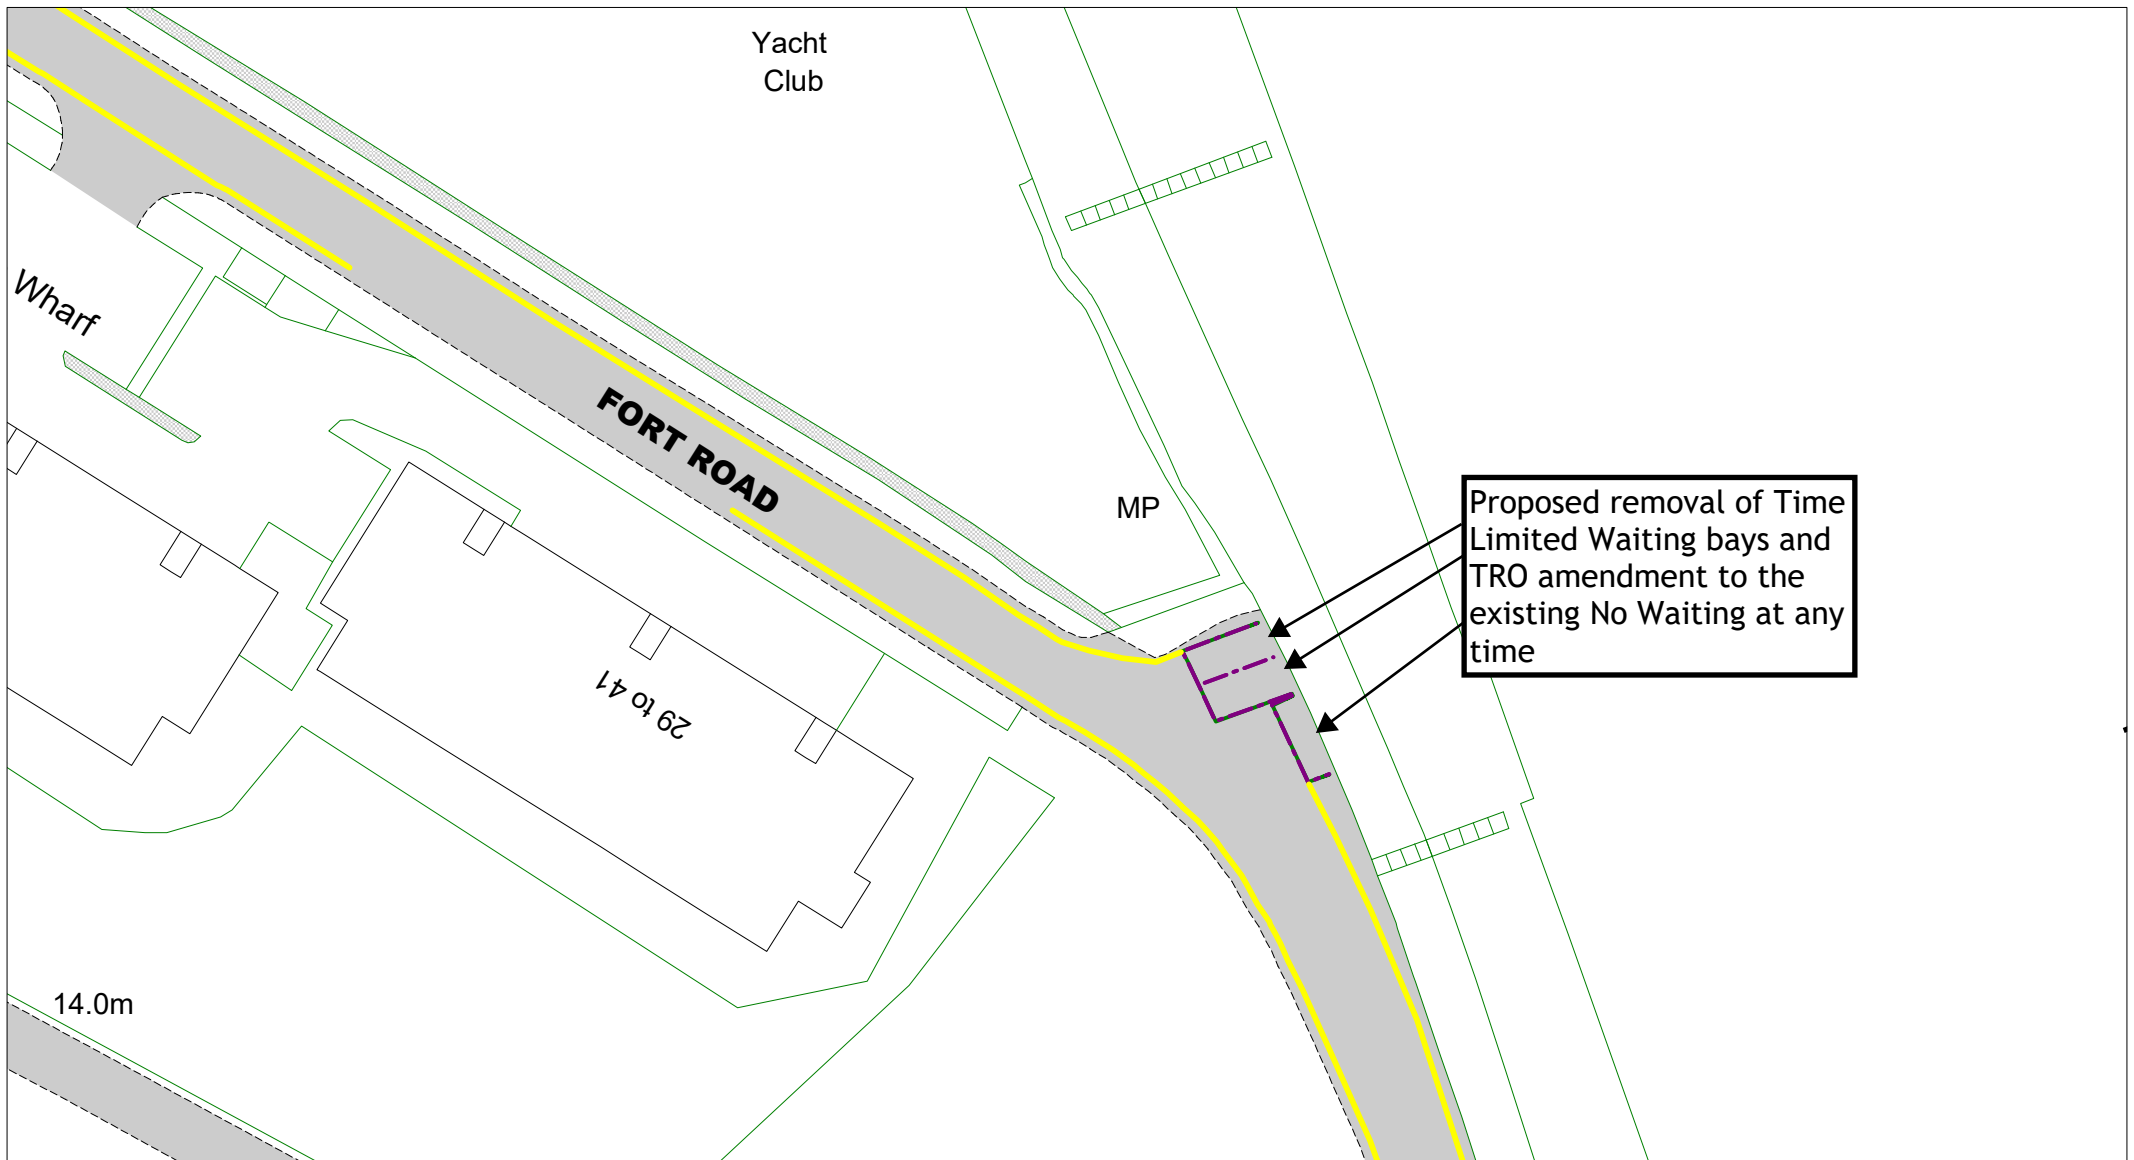 Yacht
Club
Wharf
FORT ROAD
MP
Proposed removal of Time
Limited Waiting bays and
TRO amendment to the
existing No Waiting at any
time
29 to 41
14.0m